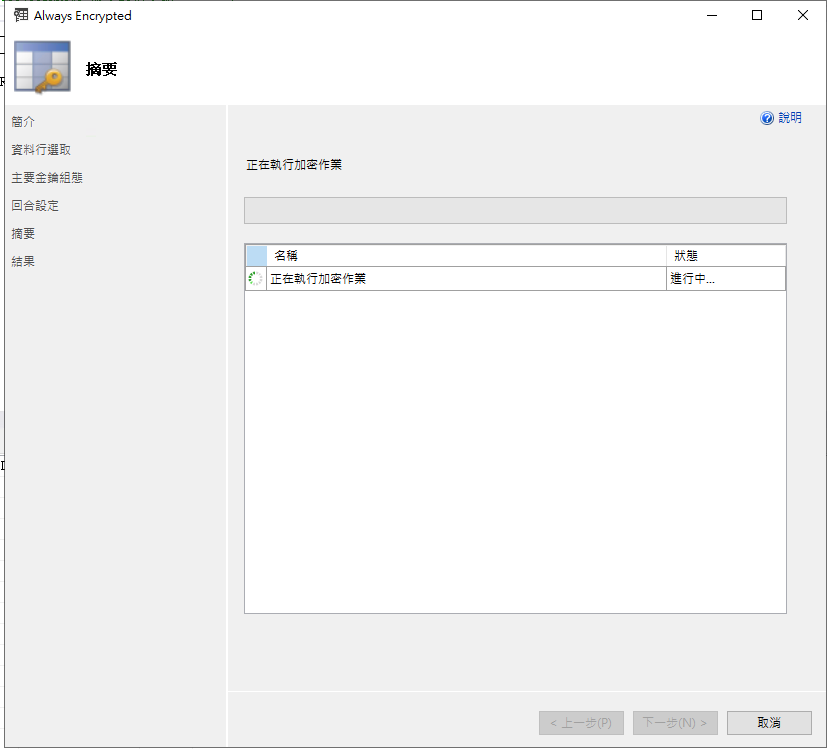 Always Encrypted
摘要
簡介
資料行選取
主要金鑰組態
回合設定
摘要
結果
說明
正在執行加密作業
名稱 狀態
正在執行加密作業 進行中...
< 上一步(P) 下一步(N) > 取消